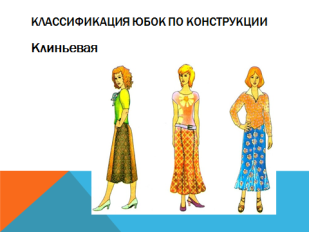 КЛАССИФИКАЦИЯ ЮБОК ПО КОНСТРУКЦИИ
Клиньевая